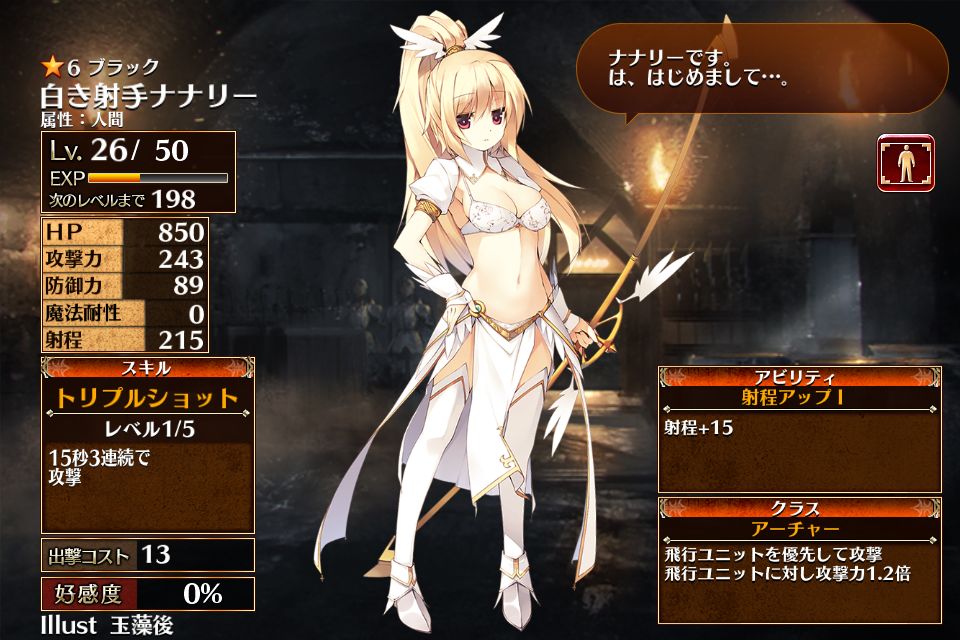 ★6 ブラック
白き射手ナナリー
属性：人間
Lv. 26/ 50
EXP
次のレベルまで 198
HP 850
攻撃力 243
防御力 89
魔法耐性 0
射程 215
スキル
トリプルショット
レベル1/5
15秒3連続で
攻撃
出撃コスト 13
好感度 0%
Illust 玉藻後
ナナリーです。
は、はじめまして…。
アビリティ
射程アップⅠ
射程+15
クラス
アーチャー
飛行ユニットを優先して攻撃
飛行ユニットに対し攻撃力1.2倍